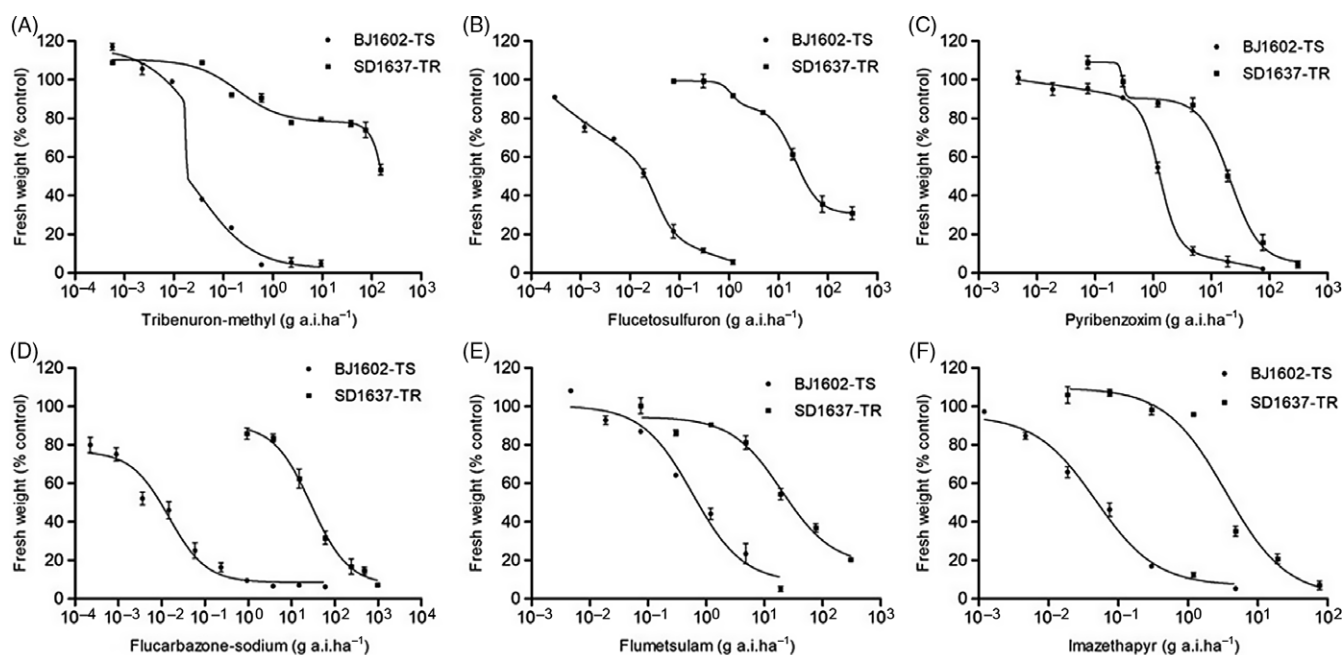 (A)
120
100
80
60
40
20
0
Fresh weight (% control)
BJ1602-TS
SD1637-TR
10⁻⁴ 10⁻³ 10⁻² 10⁻¹ 10⁰ 10¹ 10² 10³
Tribenuron-methyl (g a.i.ha⁻¹)
(B)
120
100
80
60
40
20
0
Fresh weight (% control)
BJ1602-TS
SD1637-TR
10⁻⁴ 10⁻³ 10⁻² 10⁻¹ 10⁰ 10¹ 10² 10³
Flucetosulfuron (g a.i.ha⁻¹)
(C)
120
100
80
60
40
20
0
Fresh weight (% control)
BJ1602-TS
SD1637-TR
10⁻³ 10⁻² 10⁻¹ 10⁰ 10¹ 10² 10³
Pyribenzoxim (g a.i.ha⁻¹)
(D)
120
100
80
60
40
20
0
Fresh weight (% control)
BJ1602-TS
SD1637-TR
10⁻⁴ 10⁻³ 10⁻² 10⁻¹ 10⁰ 10¹ 10² 10³ 10⁴
Flucarbazone-sodium (g a.i.ha⁻¹)
(E)
120
100
80
60
40
20
0
Fresh weight (% control)
BJ1602-TS
SD1637-TR
10⁻³ 10⁻² 10⁻¹ 10⁰ 10¹ 10² 10³
Flumetsulam (g a.i.ha⁻¹)
(F)
120
100
80
60
40
20
0
Fresh weight (% control)
BJ1602-TS
SD1637-TR
10⁻³ 10⁻² 10⁻¹ 10⁰ 10¹ 10²
Imazethapyr (g a.i.ha⁻¹)